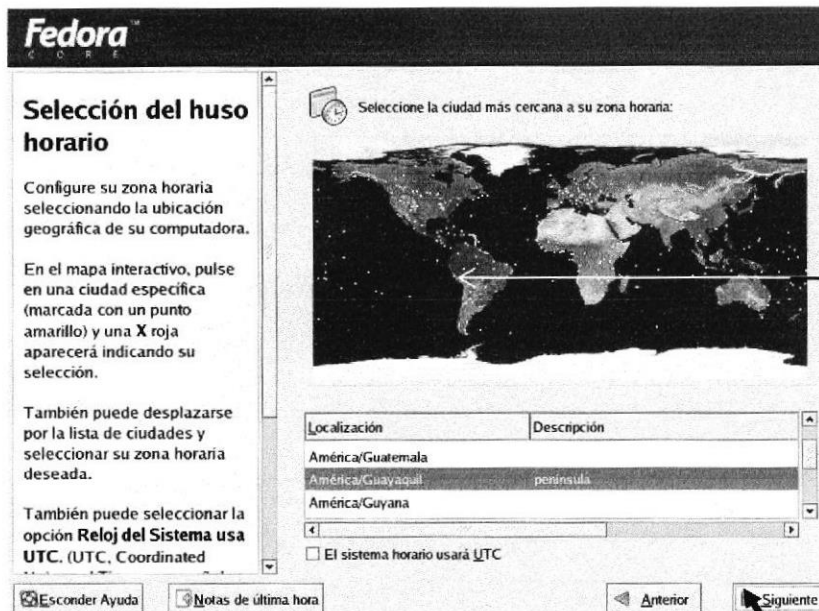 Fedora™
CORE
Selección del huso
horario
Configure su zona horaria
seleccionando la ubicación
geográfica de su computadora.
En el mapa interactivo, pulse
en una ciudad específica
(marcada con un punto
amarillo) y una X roja
aparecerá indicando su
selección.
También puede desplazarse
por la lista de ciudades y
seleccionar su zona horaria
deseada.
También puede seleccionar la
opción Reloj del Sistema usa
UTC. (UTC, Coordinated
Seleccione la ciudad más cercana a su zona horaria:
Localización Descripción
América/Guatemala
América/Guayaquil península
América/Guyana
El sistema horario usará UTC
Esconder Ayuda Notas de última hora Anterior Siguiente